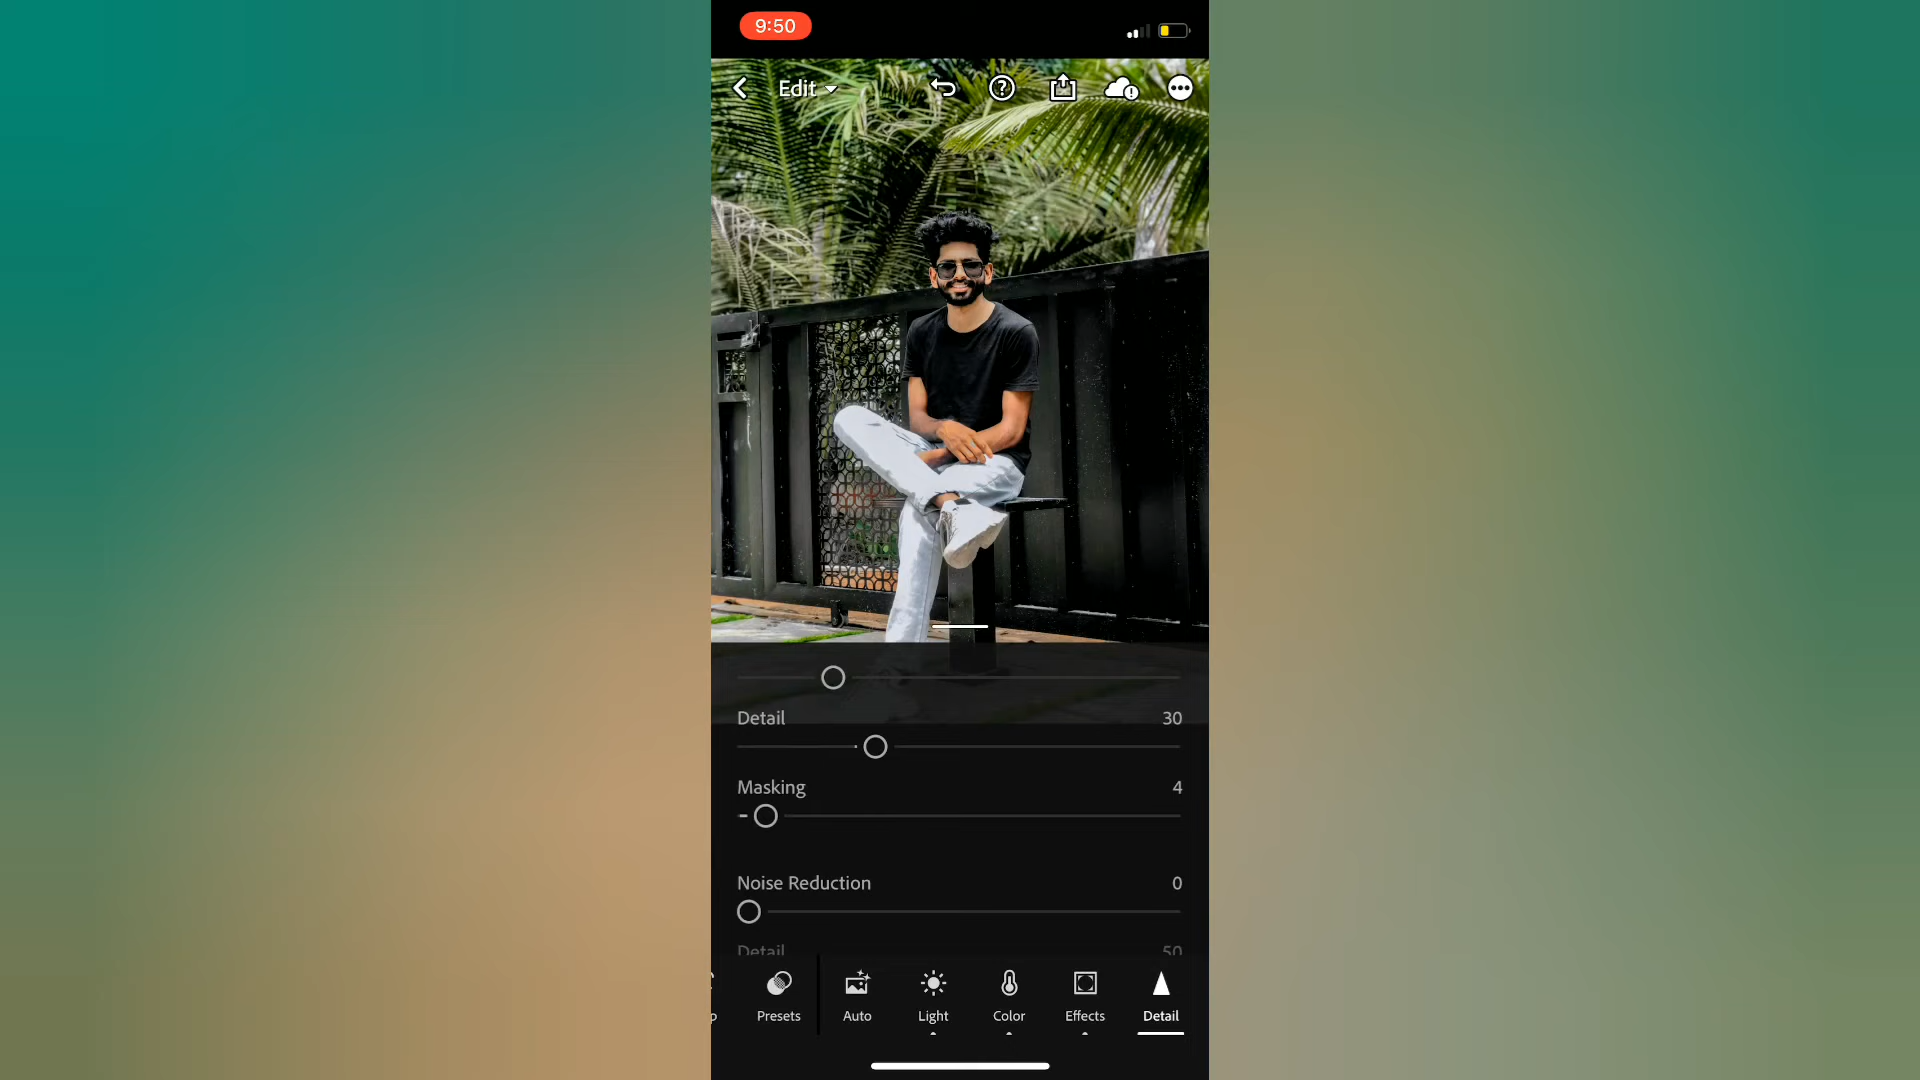 9:50
Edit
Detail 30
Masking 4
Noise Reduction 0
Detail 50
p Presets Auto Light Color Effects Detail